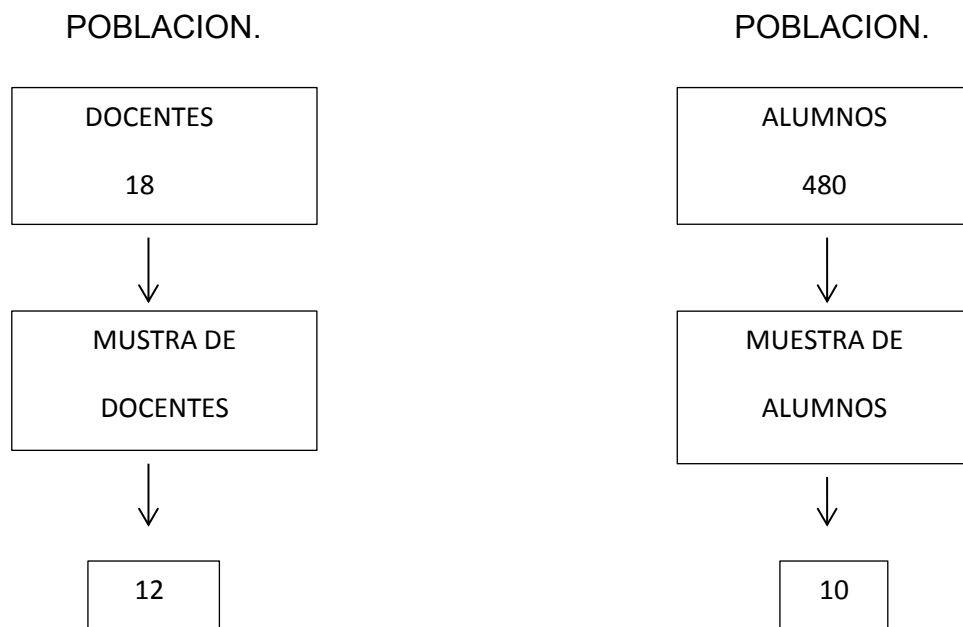 POBLACION.
DOCENTES
18
MUSTRA DE
DOCENTES
12
POBLACION.
ALUMNOS
480
MUESTRA DE
ALUMNOS
10